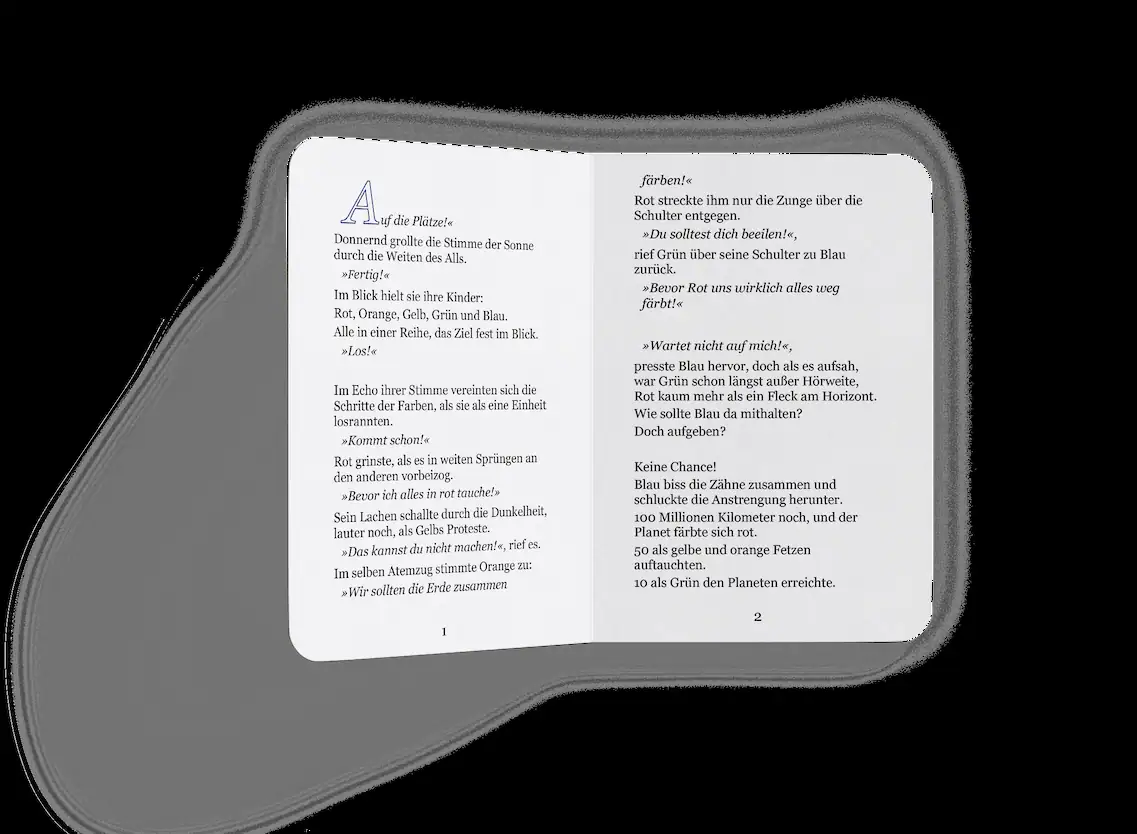 Auf die Plätze!«
Donnernd grollte die Stimme der Sonne
durch die Weiten des Alls.
»Fertig!«
Im Blick hielt sie ihre Kinder:
Rot, Orange, Gelb, Grün und Blau.
Alle in einer Reihe, das Ziel fest im Blick.
»Los!«
Im Echo ihrer Stimme vereinten sich die
Schritte der Farben, als sie als eine Einheit
losrannten.
»Kommt schon!«
Rot grinste, als es in weiten Sprüngen an
den anderen vorbeizog.
»Bevor ich alles in rot tauche!»
Sein Lachen schallte durch die Dunkelheit,
lauter noch, als Gelbs Proteste.
»Das kannst du nicht machen!«, rief es.
Im selben Atemzug stimmte Orange zu:
»Wir sollten die Erde zusammen
1
färben!«
Rot streckte ihm nur die Zunge über die
Schulter entgegen.
»Du solltest dich beeilen!«,
rief Grün über seine Schulter zu Blau
zurück.
»Bevor Rot uns wirklich alles weg
färbt!«
»Wartet nicht auf mich!«,
presste Blau hervor, doch als es aufsah,
war Grün schon längst außer Hörweite,
Rot kaum mehr als ein Fleck am Horizont.
Wie sollte Blau da mithalten?
Doch aufgeben?
Keine Chance!
Blau biss die Zähne zusammen und
schluckte die Anstrengung herunter.
100 Millionen Kilometer noch, und der
Planet färbte sich rot.
50 als gelbe und orange Fetzen
auftauchten.
10 als Grün den Planeten erreichte.
2